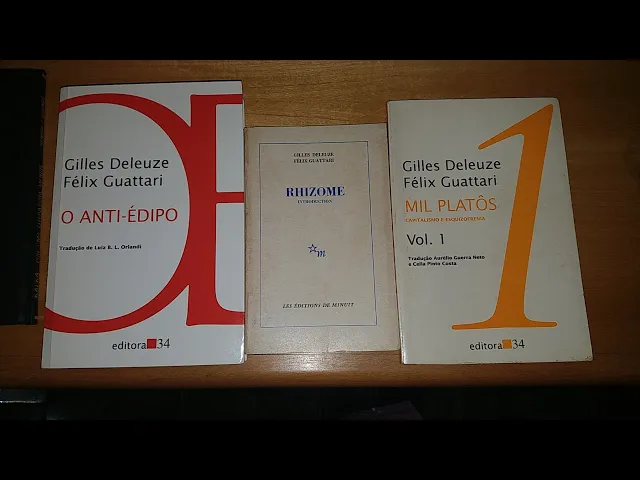 Gilles Deleuze
Félix Guattari
O ANTI-ÉDIPO
Tradução de Luiz B. L. Orlandi
editora 34
GILLES DELEUZE
FÉLIX GUATTARI
RHIZOME
INTRODUCTION
m
LES ÉDITIONS DE MINUIT
1
Gilles Deleuze
Félix Guattari
MIL PLATÔS
CAPITALISMO E ESQUIZOFRENIA
Vol. 1
Tradução Aurélio Guerra Neto
e Celia Pinto Costa
editora 34